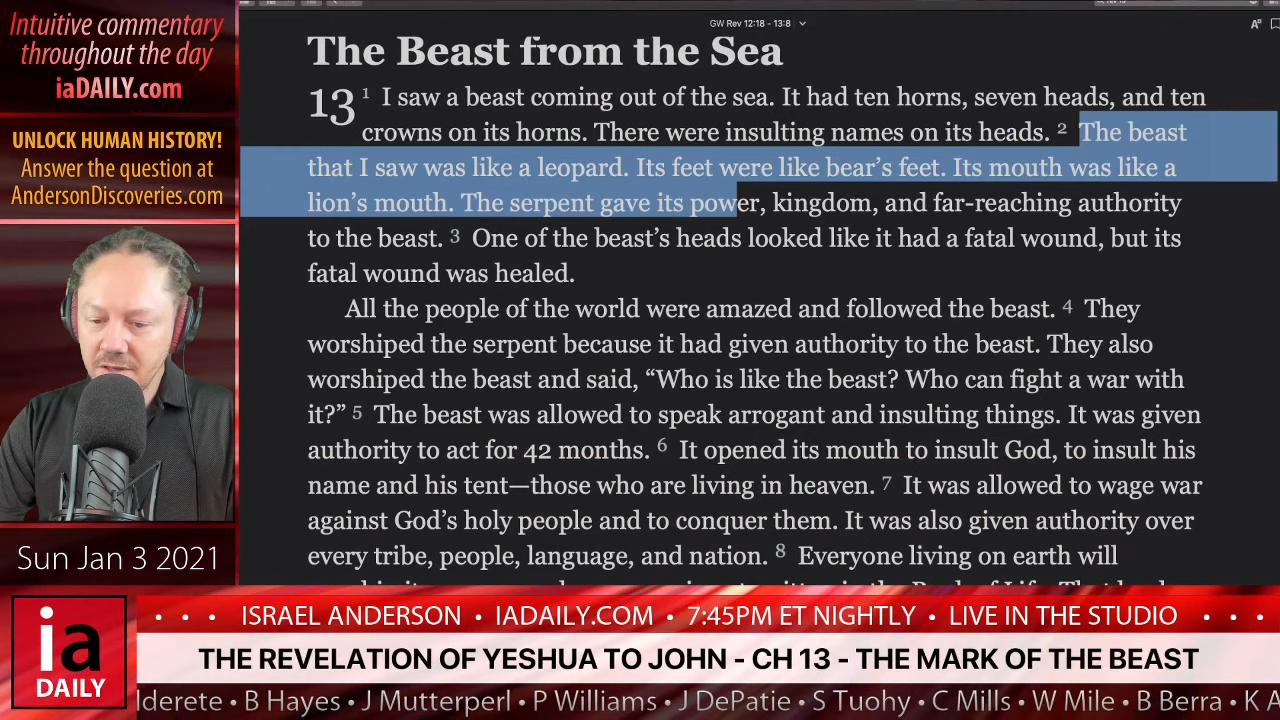 Intuitive commentary
throughout the day
iaDAILY.com
UNLOCK HUMAN HISTORY!
Answer the question at
AndersonDiscoveries.com
GW Rev 12:18 - 13:8
The Beast from the Sea
13 1 I saw a beast coming out of the sea. It had ten horns, seven heads, and ten
crowns on its horns. There were insulting names on its heads. 2 The beast
that I saw was like a leopard. Its feet were like bear’s feet. Its mouth was like a
lion’s mouth. The serpent gave its power, kingdom, and far-reaching authority
to the beast. 3 One of the beast’s heads looked like it had a fatal wound, but its
fatal wound was healed.
All the people of the world were amazed and followed the beast. 4 They
worshiped the serpent because it had given authority to the beast. They also
worshiped the beast and said, “Who is like the beast? Who can fight a war with
it?” 5 The beast was allowed to speak arrogant and insulting things. It was given
authority to act for 42 months. 6 It opened its mouth to insult God, to insult his
name and his tent—those who are living in heaven. 7 It was allowed to wage war
against God’s holy people and to conquer them. It was also given authority over
every tribe, people, language, and nation. 8 Everyone living on earth will
Sun Jan 3 2021
ia
DAILY
• • • ISRAEL ANDERSON • IADAILY.COM • 7:45PM ET NIGHTLY • LIVE IN THE STUDIO • • •
THE REVELATION OF YESHUA TO JOHN - CH 13 - THE MARK OF THE BEAST
lderete • B Hayes • J Mutterperl • P Williams • J DePatie • S Tuohy • C Mills • W Mile • B Berra • K A